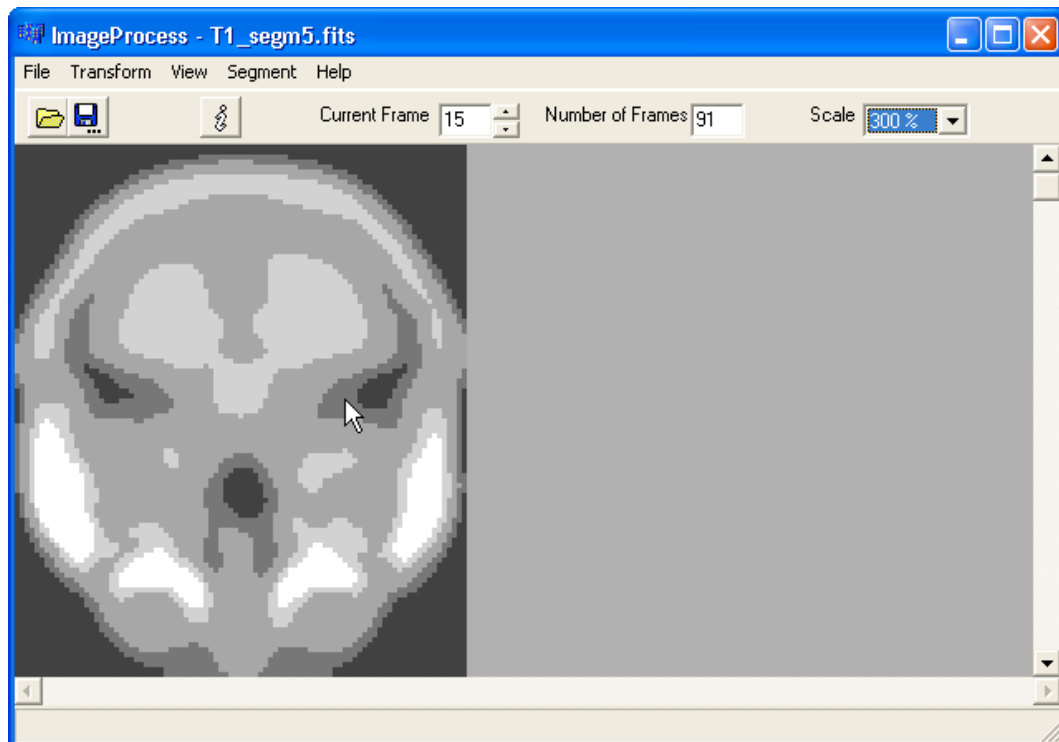 ImageProcess - T1_segm5.fits
File Transform View Segment Help
Current Frame 15 Number of Frames 91 Scale 300 %